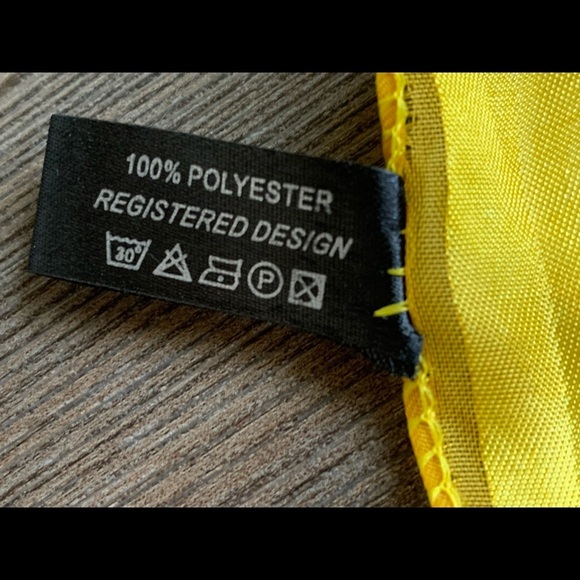 100% POLYESTER
REGISTERED DESIGN
30° P